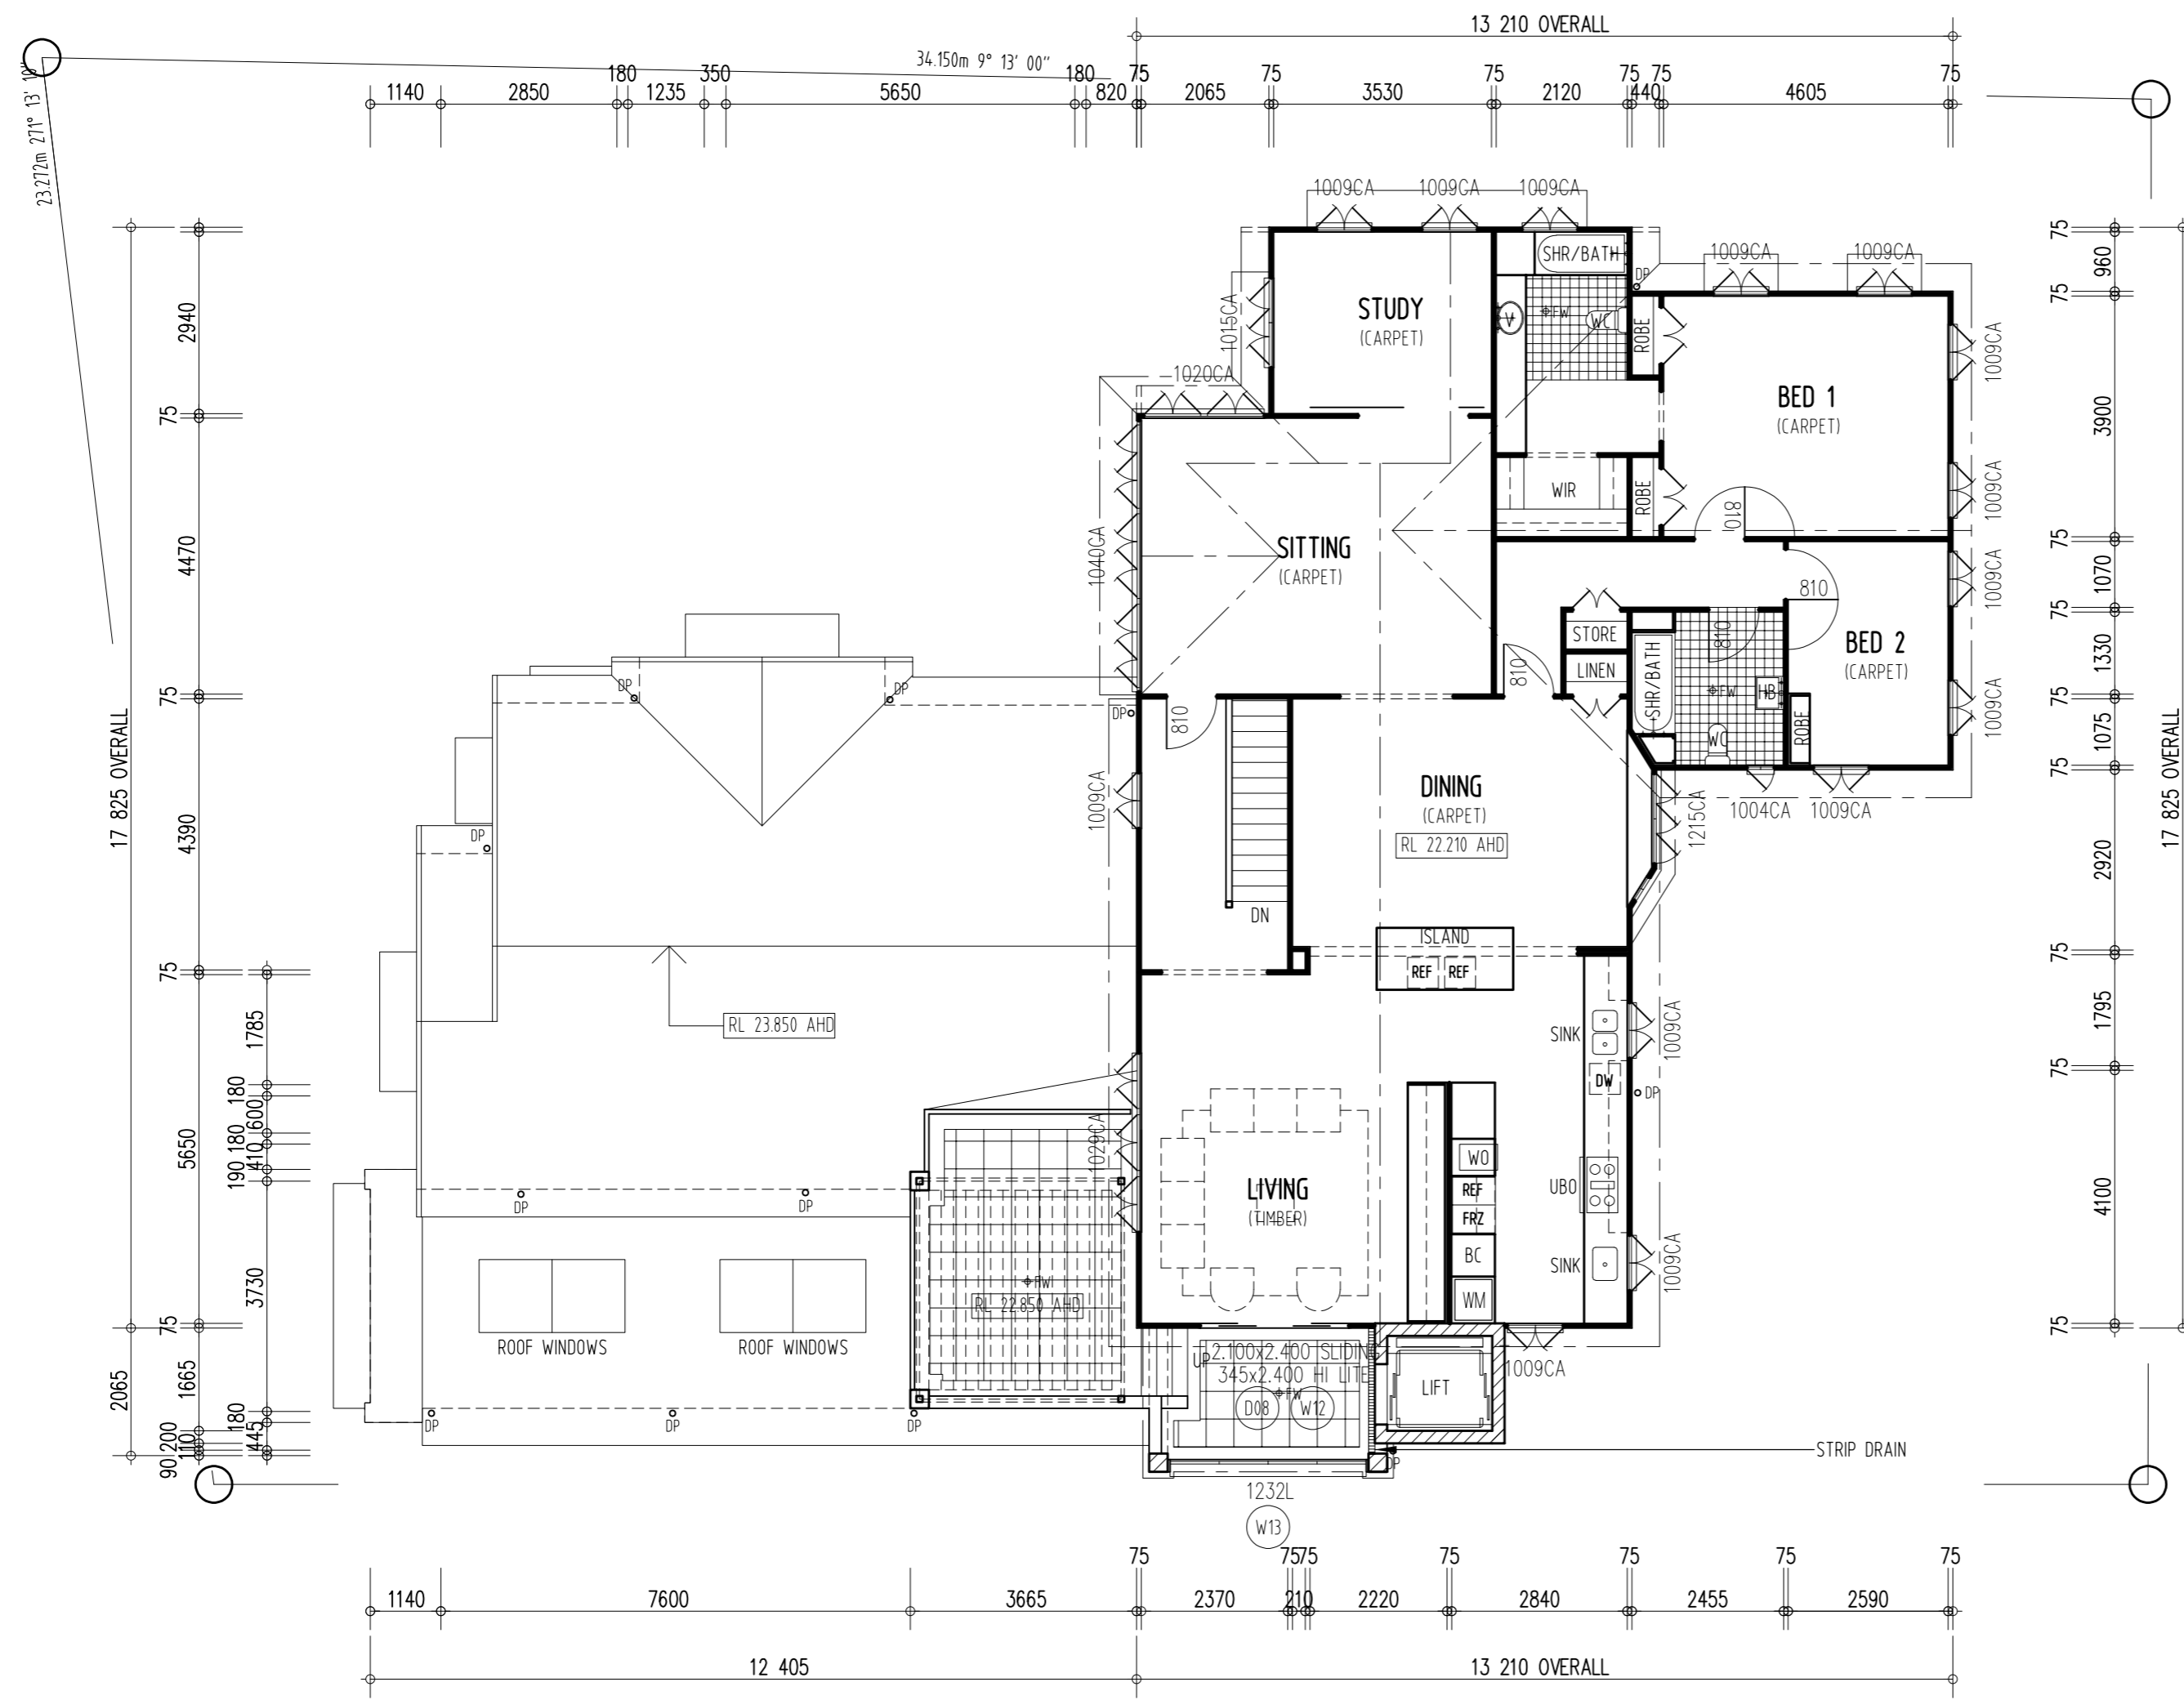 13 210 OVERALL
34.150m 9° 13' 00"
23.272m 271° 13' 10"
180 350 180 75 75 75 75 75 75
1140 2850 1235 5650 820 2065 3530 2120 440 4605
1009CA 1009CA 1009CA
SHR/BATH
1009CA 1009CA
DP
STUDY
(CARPET)
1015CA
V
FW
WC
ROBE
1009CA
1020CA
BED 1
(CARPET)
WIR
ROBE
810
1009CA
SITTING
(CARPET)
1040CA
1009CA
810
STORE
810
BED 2
(CARPET)
LINEN
810
SHR/BATH
FW
HB
WC
ROBE
1009CA
DP
DP
DP
810
DP
1009CA
DINING
(CARPET)
RL 22.210 AHD
1215CA
1004CA
1009CA
DN
ISLAND
REF REF
RL 23.850 AHD
SINK
1009CA
DW
DP
1029CA
WO
REF
FRZ
BC
WM
UBO
SINK
1009CA
LIVING
(TIMBER)
DP
DP
FW
RL 22.850 AHD
ROOF WINDOWS
ROOF WINDOWS
UP
2.100x2.400 SLIDING
345x2.400 HI LITE
FW
D08
W12
LIFT
1009CA
DP
DP
DP
DP
STRIP DRAIN
1232L
W13
17 825 OVERALL
2065
2940
75
4470
75
4390
75
5650
75
1665
200
110
90
1785
180
600
180
410
190
3730
180
445
75
960
75
3900
75
1070
75
1330
75
1075
75
2920
75
1795
75
4100
75
17 825 OVERALL
75 75 75 75 75 75 75
1140 7600 3665 2370 210 2220 2840 2455 2590
12 405 13 210 OVERALL